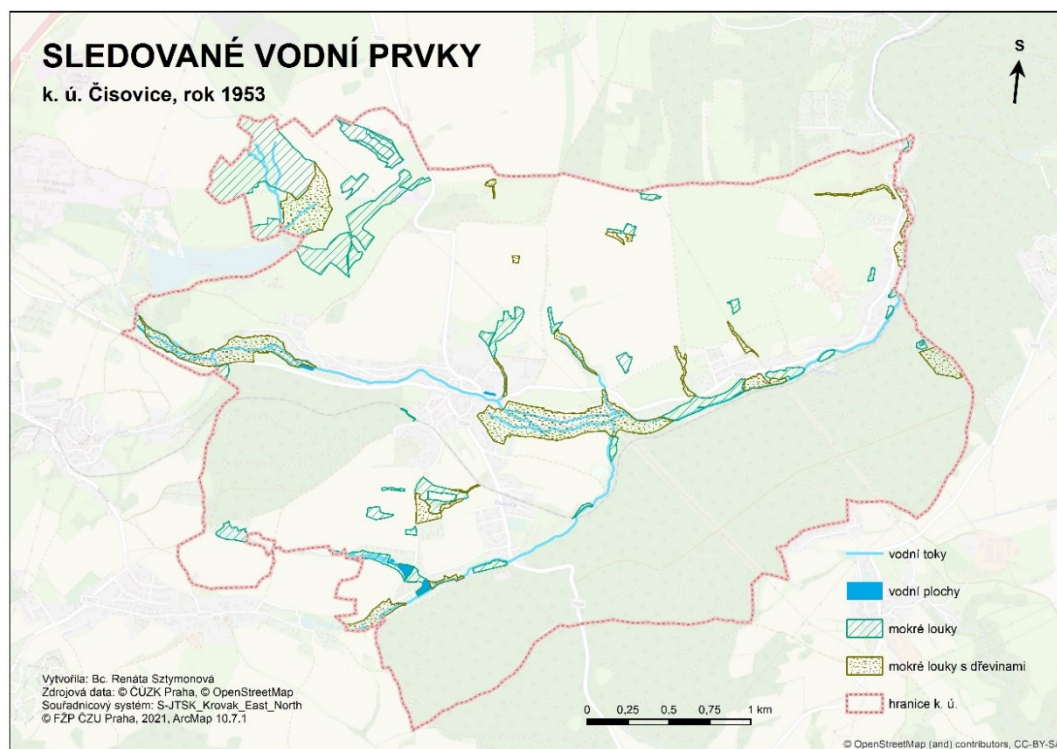 SLEDOVANÉ VODNÍ PRVKY
k. ú. Čisovice, rok 1953
S
vodní toky
vodní plochy
mokré louky
mokré louky s dřevinami
hranice k. ú.
Vytvořila: Bc. Renáta Sztymonová
Zdrojová data: © ČÚZK Praha, © OpenStreetMap
Souřadnicový systém: S-JTSK_Krovak_East_North
© FŽP ČZU Praha, 2021, ArcMap 10.7.1
0 0,25 0,5 0,75 1 km
© OpenStreetMap (and) contributors, CC-BY-SA